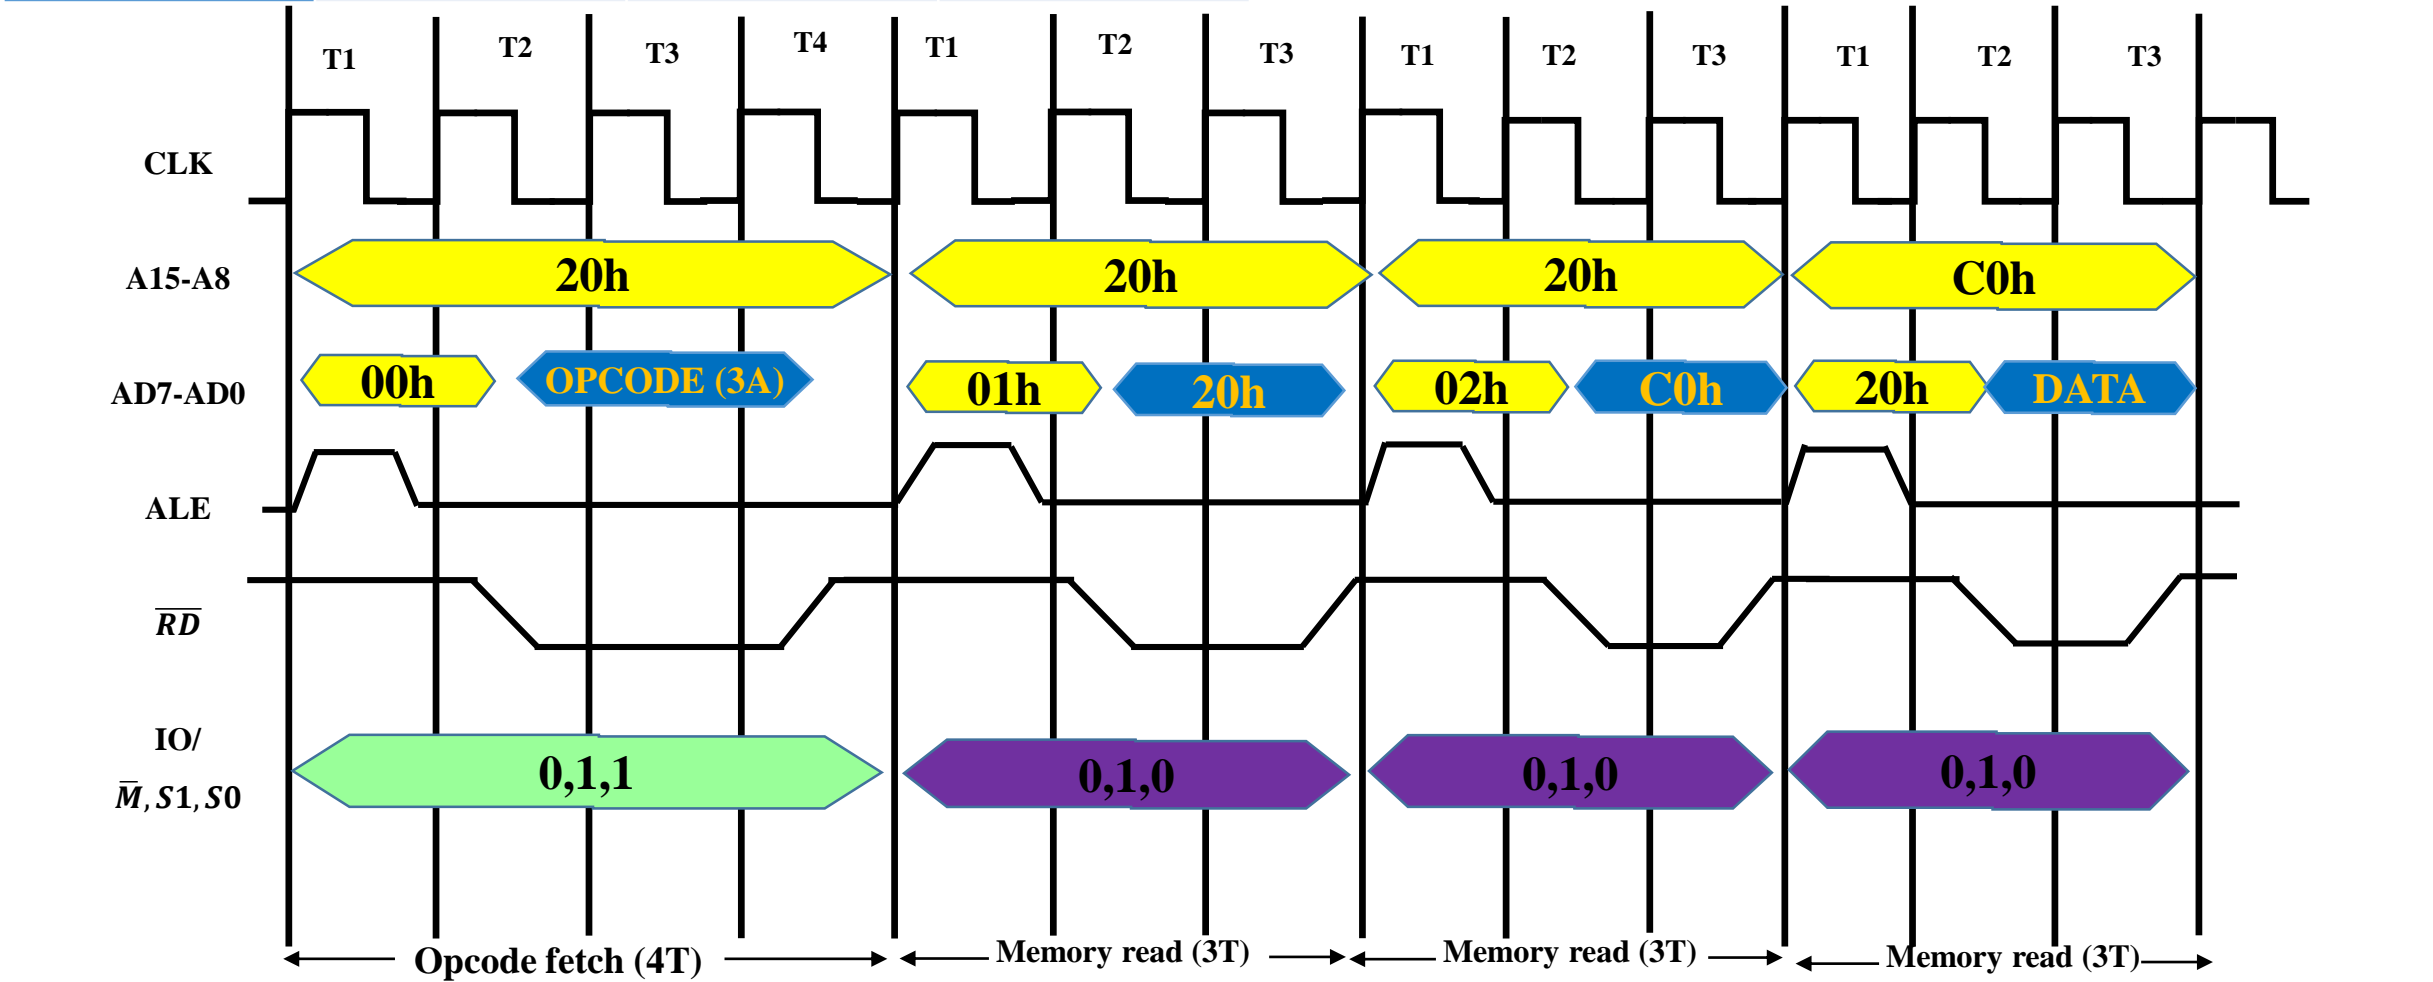 T1 T2 T3 T4 T1 T2 T3 T1 T2 T3 T1 T2 T3
CLK
A15-A8 20h 20h 20h C0h
AD7-AD0 00h OPCODE (3A) 01h 20h 02h C0h 20h DATA
ALE
R̅D̅
IO/
M̅, S1, S0 0,1,1 0,1,0 0,1,0 0,1,0
Opcode fetch (4T) Memory read (3T) Memory read (3T) Memory read (3T)